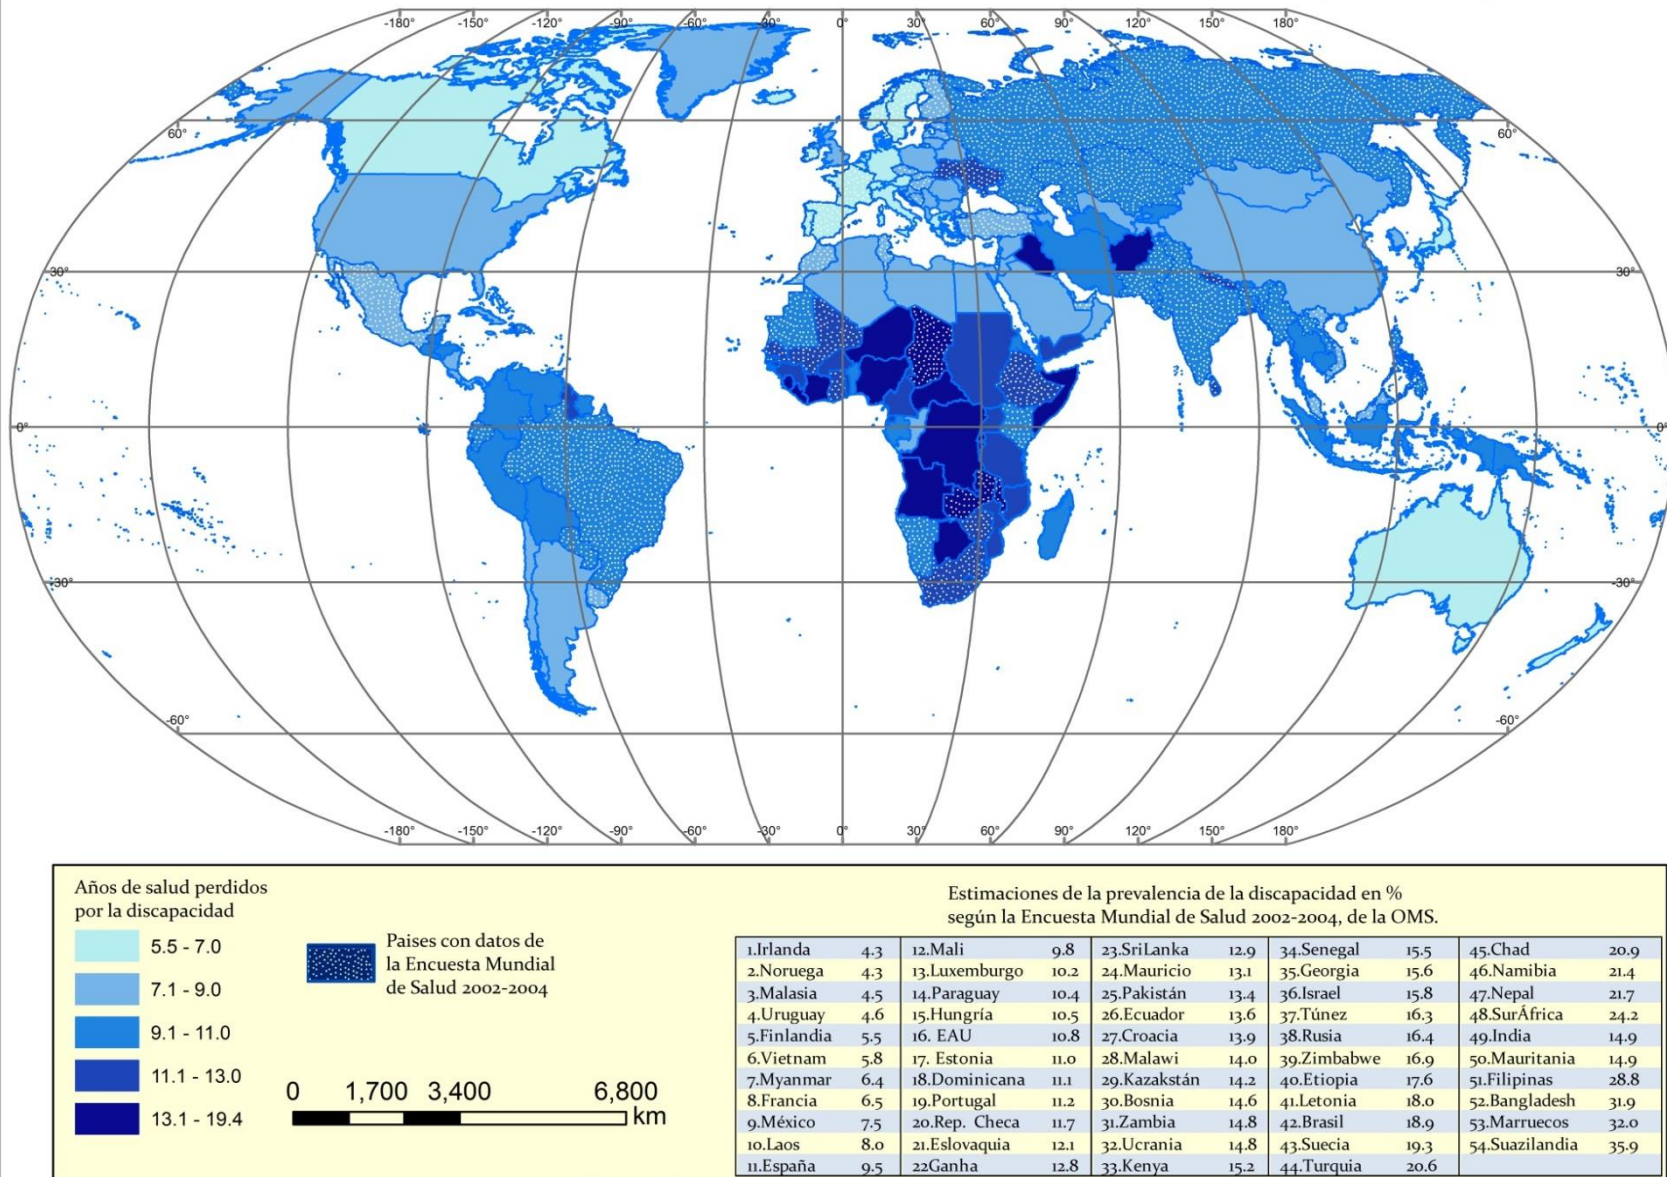 -180° -150° -120° -90° -60° -30° 0° 30° 60° 90° 120° 150° 180°
60° 60°
30° 30°
0° 0°
-30° -30°
-60° -60°
-180° -150° -120° -90° -60° -30° 0° 30° 60° 90° 120° 150° 180°
Años de salud perdidos
por la discapacidad
5.5 - 7.0
7.1 - 9.0
9.1 - 11.0
11.1 - 13.0
13.1 - 19.4
Paises con datos de
la Encuesta Mundial
de Salud 2002-2004
0 1,700 3,400 6,800
km
Estimaciones de la prevalencia de la discapacidad en %
según la Encuesta Mundial de Salud 2002-2004, de la OMS.
1.Irlanda 4.3 12.Mali 9.8 23.SriLanka 12.9 34.Senegal 15.5 45.Chad 20.9
2.Noruega 4.3 13.Luxemburgo 10.2 24.Mauricio 13.1 35.Georgia 15.6 46.Namibia 21.4
3.Malasia 4.5 14.Paraguay 10.4 25.Pakistán 13.4 36.Israel 15.8 47.Nepal 21.7
4.Uruguay 4.6 15.Hungría 10.5 26.Ecuador 13.6 37.Túnez 16.3 48.SurÁfrica 24.2
5.Finlandia 5.5 16. EAU 10.8 27.Croacia 13.9 38.Rusia 16.4 49.India 14.9
6.Vietnam 5.8 17. Estonia 11.0 28.Malawi 14.0 39.Zimbabwe 16.9 50.Mauritania 14.9
7.Myanmar 6.4 18.Dominicana 11.1 29.Kazakstán 14.2 40.Etiopia 17.6 51.Filipinas 28.8
8.Francia 6.5 19.Portugal 11.2 30.Bosnia 14.6 41.Letonia 18.0 52.Bangladesh 31.9
9.México 7.5 20.Rep. Checa 11.7 31.Zambia 14.8 42.Brasil 18.9 53.Marruecos 32.0
10.Laos 8.0 21.Eslovaquia 12.1 32.Ucrania 14.8 43.Suecia 19.3 54.Suazilandia 35.9
11.España 9.5 22Ganha 12.8 33.Kenya 15.2 44.Turquia 20.6